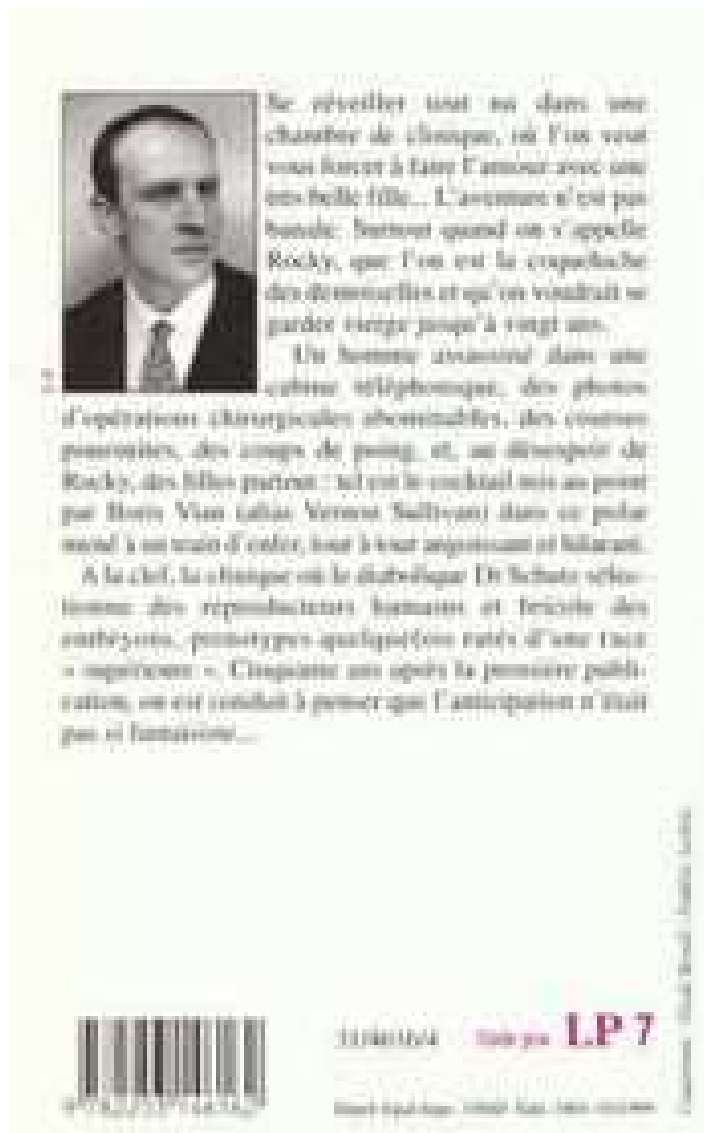 Se réveiller tout nu dans une
chambre de clinique, où l'on veut
vous forcer à faire l'amour avec une
très belle fille... L'aventure n'est pas
banale. Surtout quand on s'appelle
Rocky, que l'on est la coqueluche
des demoiselles et qu'on voudrait se
garder vierge jusqu'à vingt ans.
Un homme assassiné dans une
cabine téléphonique, des photos
d'opérations chirurgicales abominables, des courses
poursuites, des coups de poing, et, au désespoir de
Rocky, des filles partout : tel est le cocktail mis au point
par Boris Vian (alias Vernon Sullivan) dans ce polar
mené à un train d'enfer, tour à tour angoissant et hilarant.
A la clef, la clinique où le diabolique Dr Schutz sélec-
tionne des reproducteurs humains et bricole des
embryons, prototypes quelquefois ratés d'une race
« supérieure ». Cinquante ans après la première publi-
cation, on est conduit à penser que l'anticipation n'était
pas si fantaisiste...
LP 7